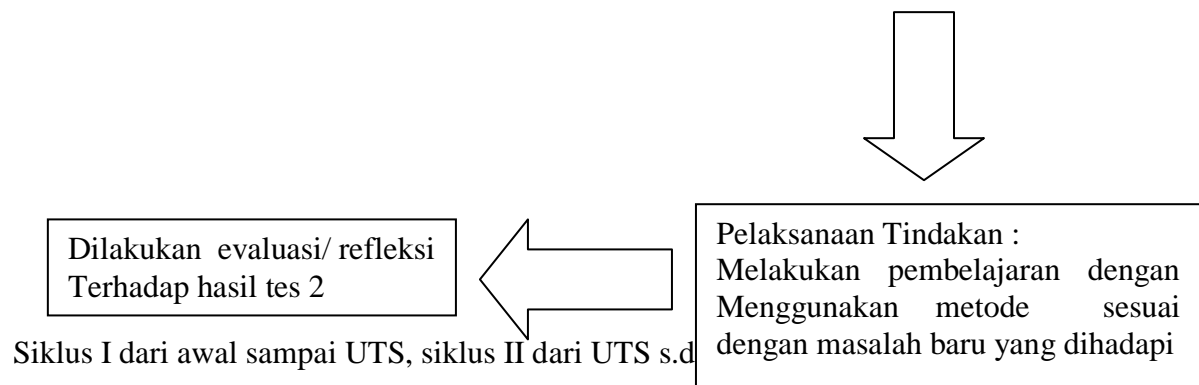 Dilakukan evaluasi/ refleksi
Terhadap hasil tes 2
Pelaksanaan Tindakan :
Melakukan pembelajaran dengan
Menggunakan metode sesuai
dengan masalah baru yang dihadapi
Siklus I dari awal sampai UTS, siklus II dari UTS s.d